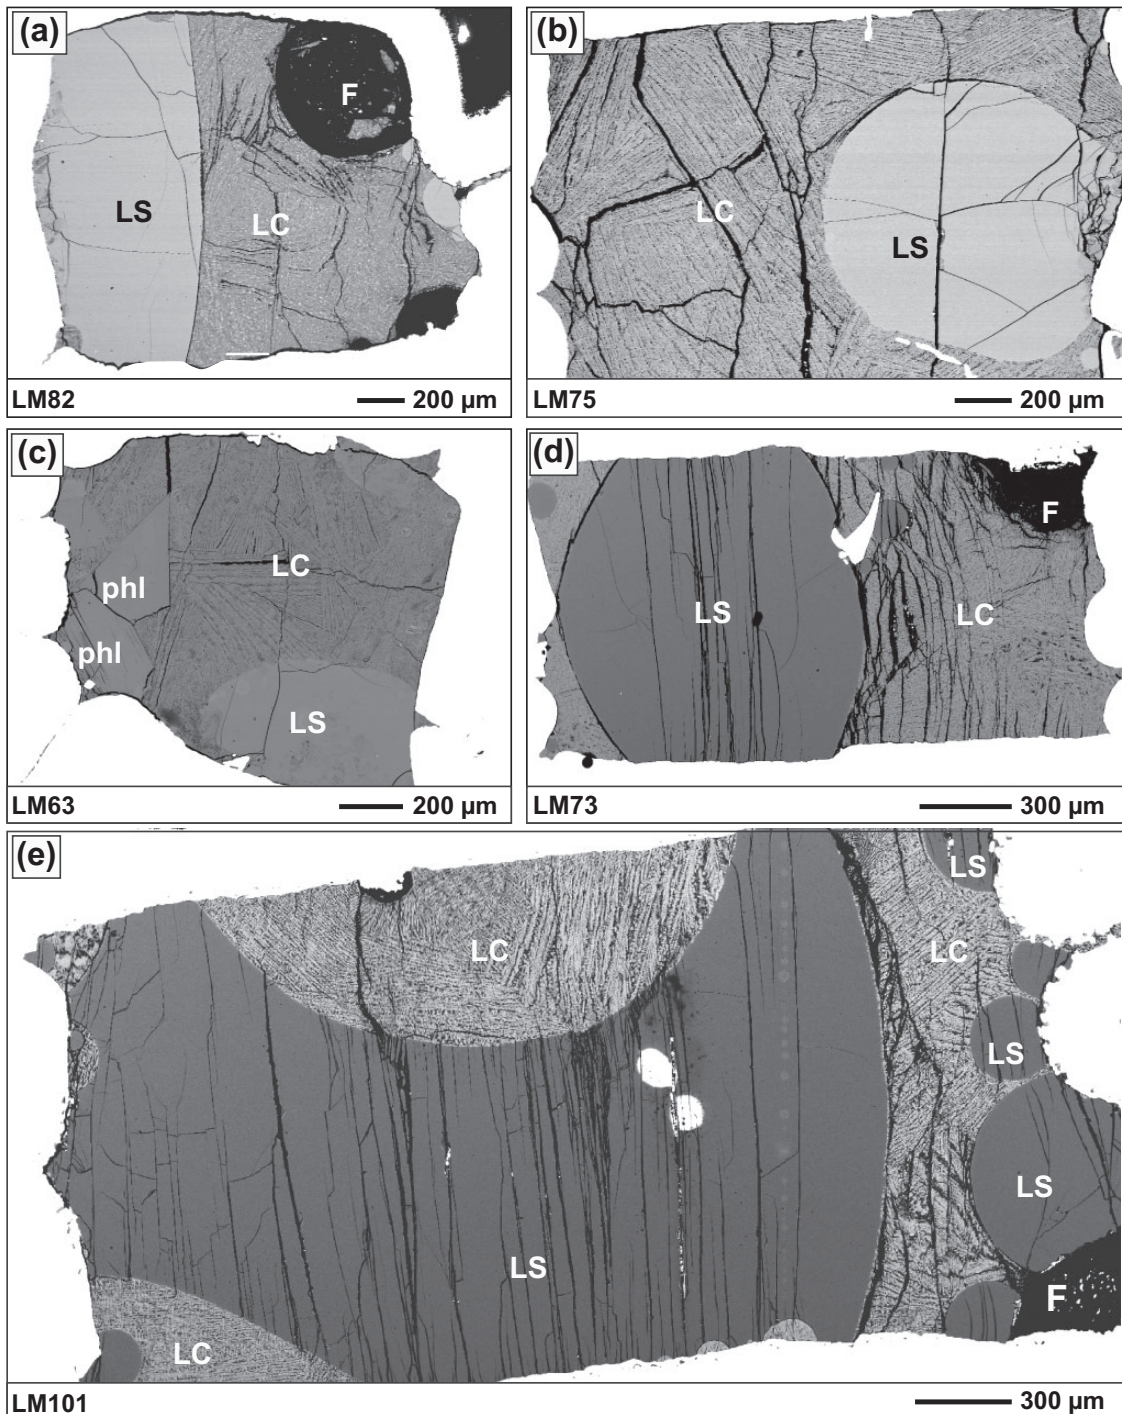 (a)
F
LS
LC
LM82
200 µm
(b)
LC
LS
LM75
200 µm
(c)
LC
phl
phl
LS
LM63
200 µm
(d)
F
LS
LC
LM73
300 µm
(e)
LS
LC
LC
LS
LS
LS
F
LC
LM101
300 µm